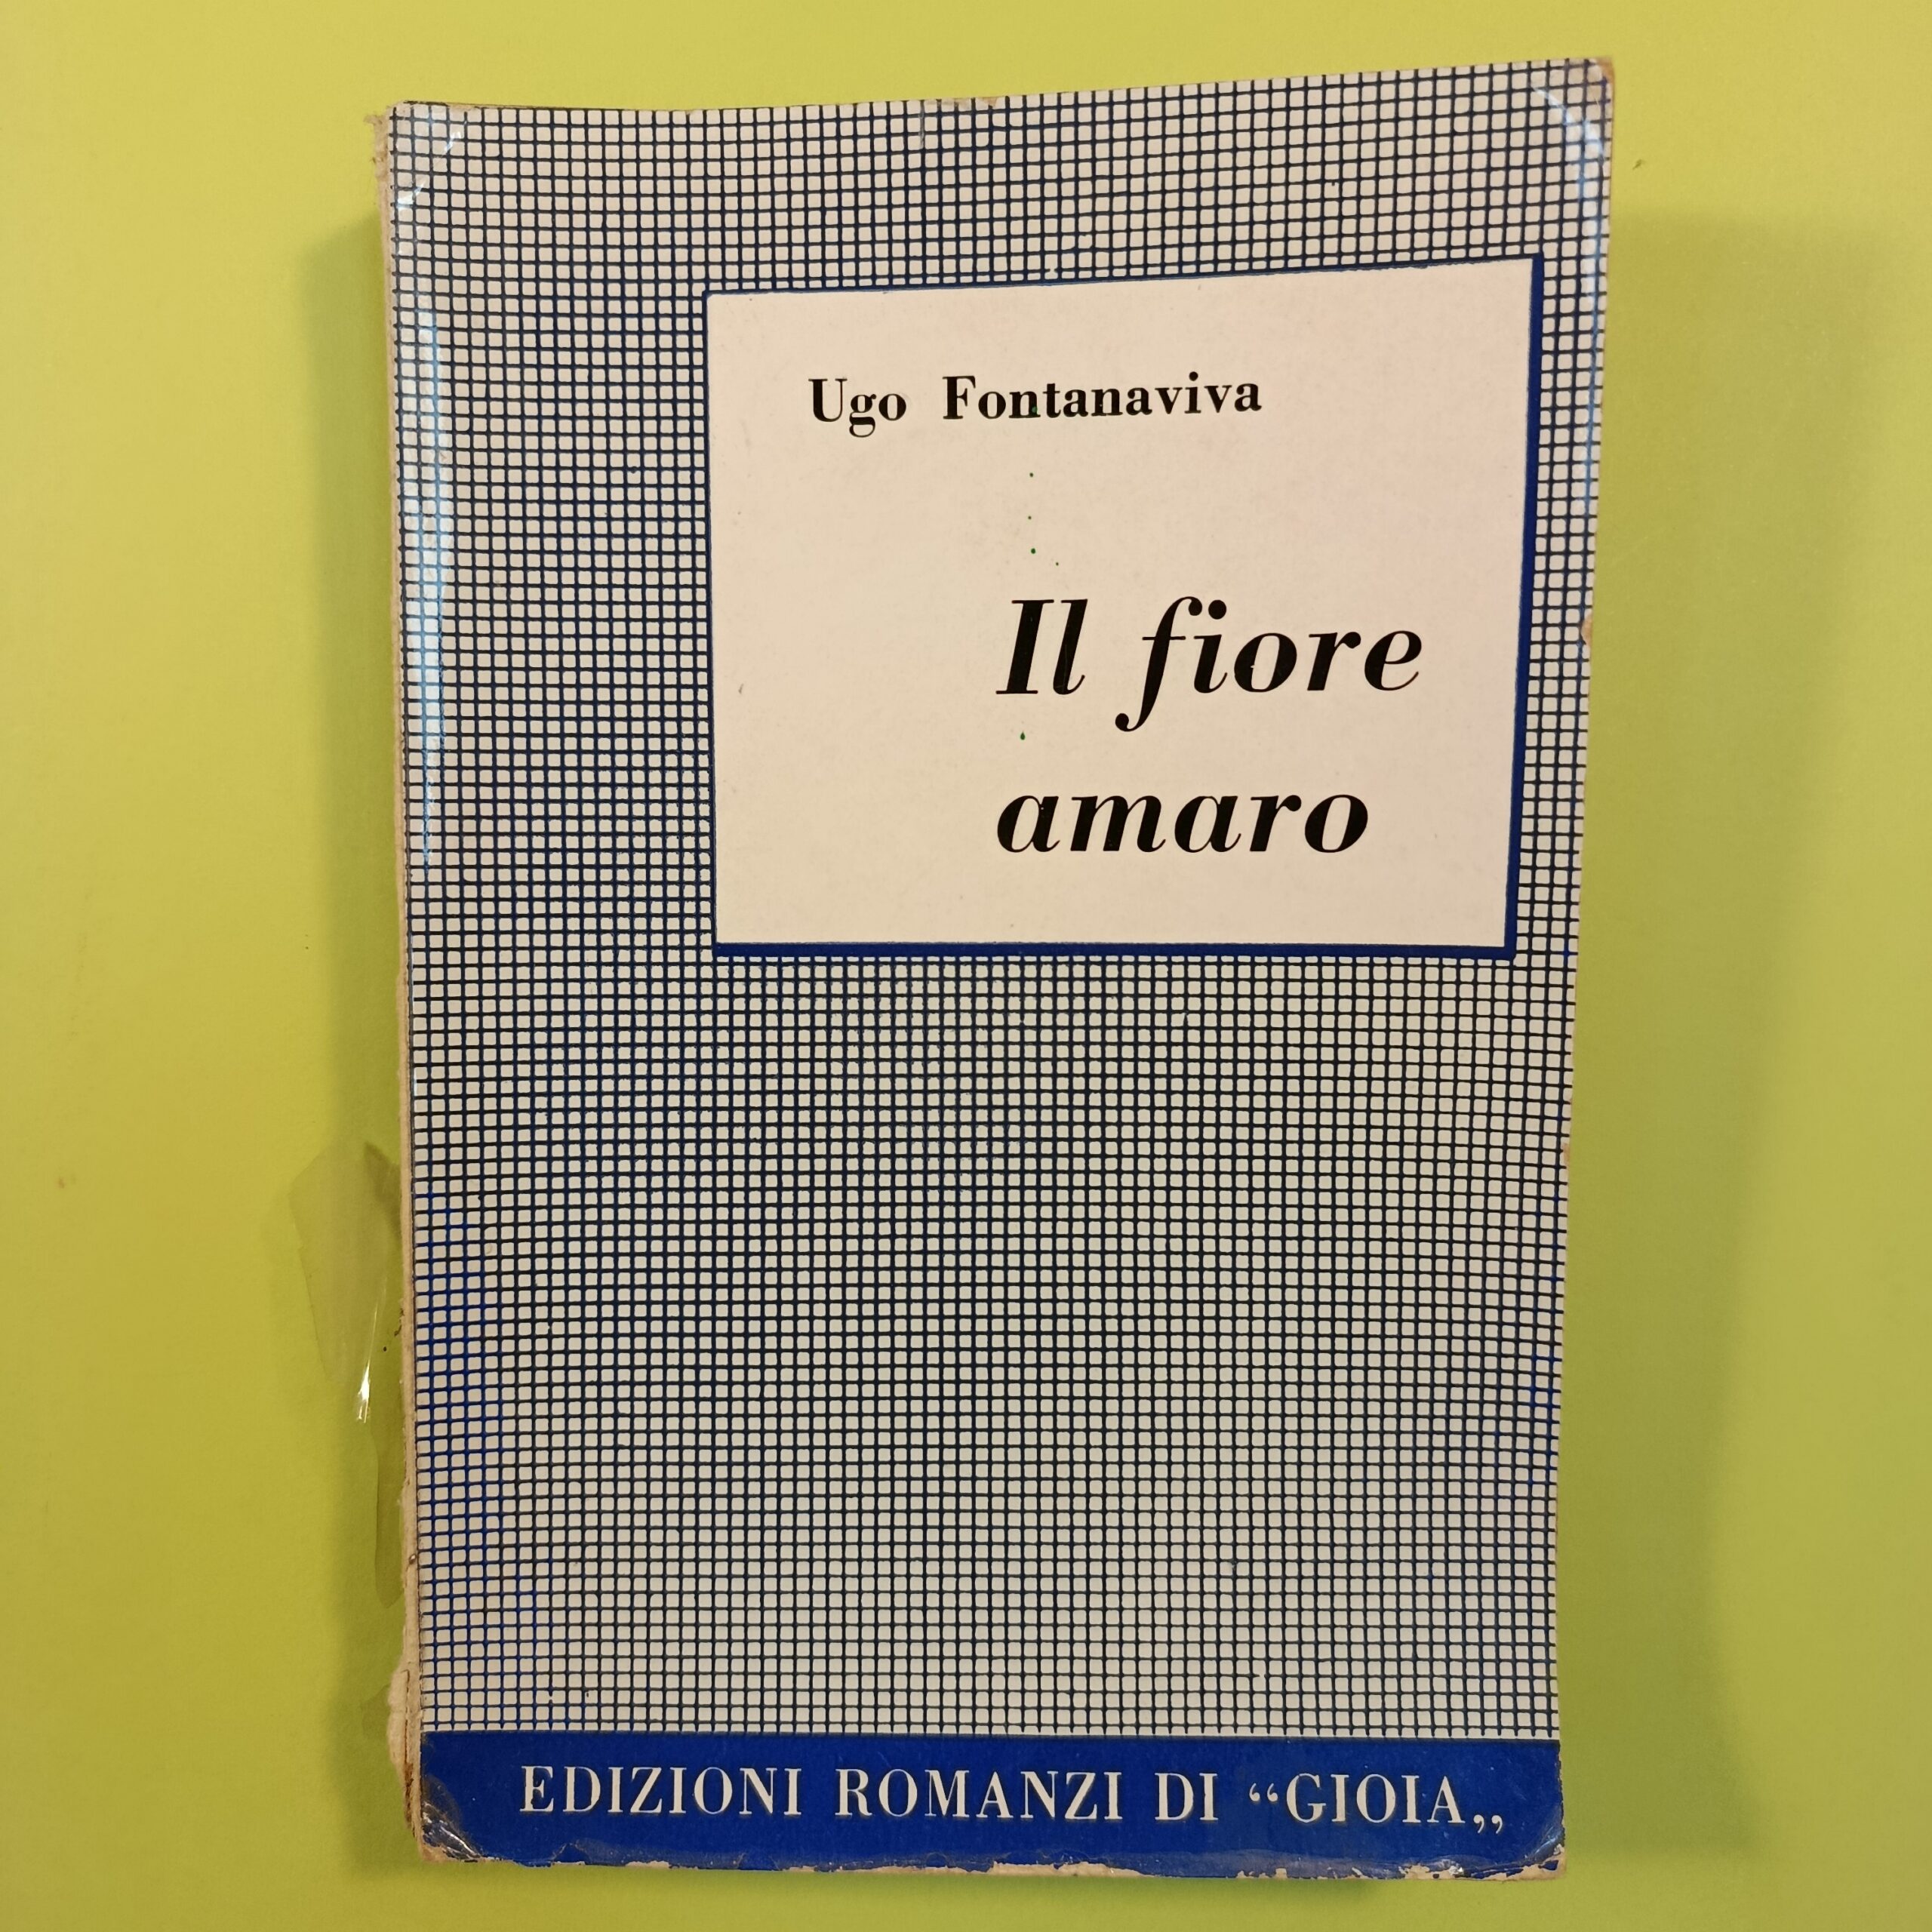 Ugo Fontanaviva
Il fiore
amaro
EDIZIONI ROMANZI DI “GIOIA„